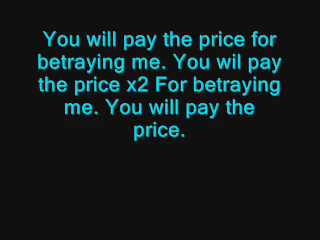 You will pay the price for
betraying me. You wil pay
the price x2 For betraying
me. You will pay the
price.